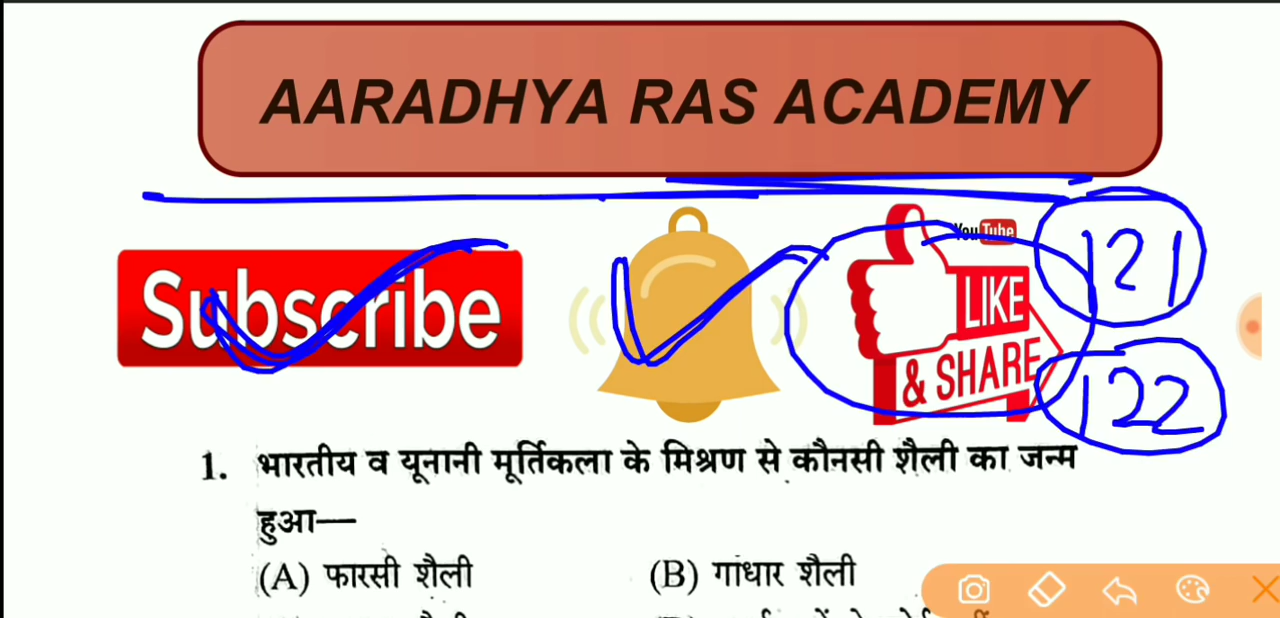 AARADHYA RAS ACADEMY
Subscribe
YouTube
LIKE
& SHARE
121
122
1. भारतीय व यूनानी मूर्तिकला के मिश्रण से कौनसी शैली का जन्म
हुआ—
(A) फारसी शैली (B) गांधार शैली